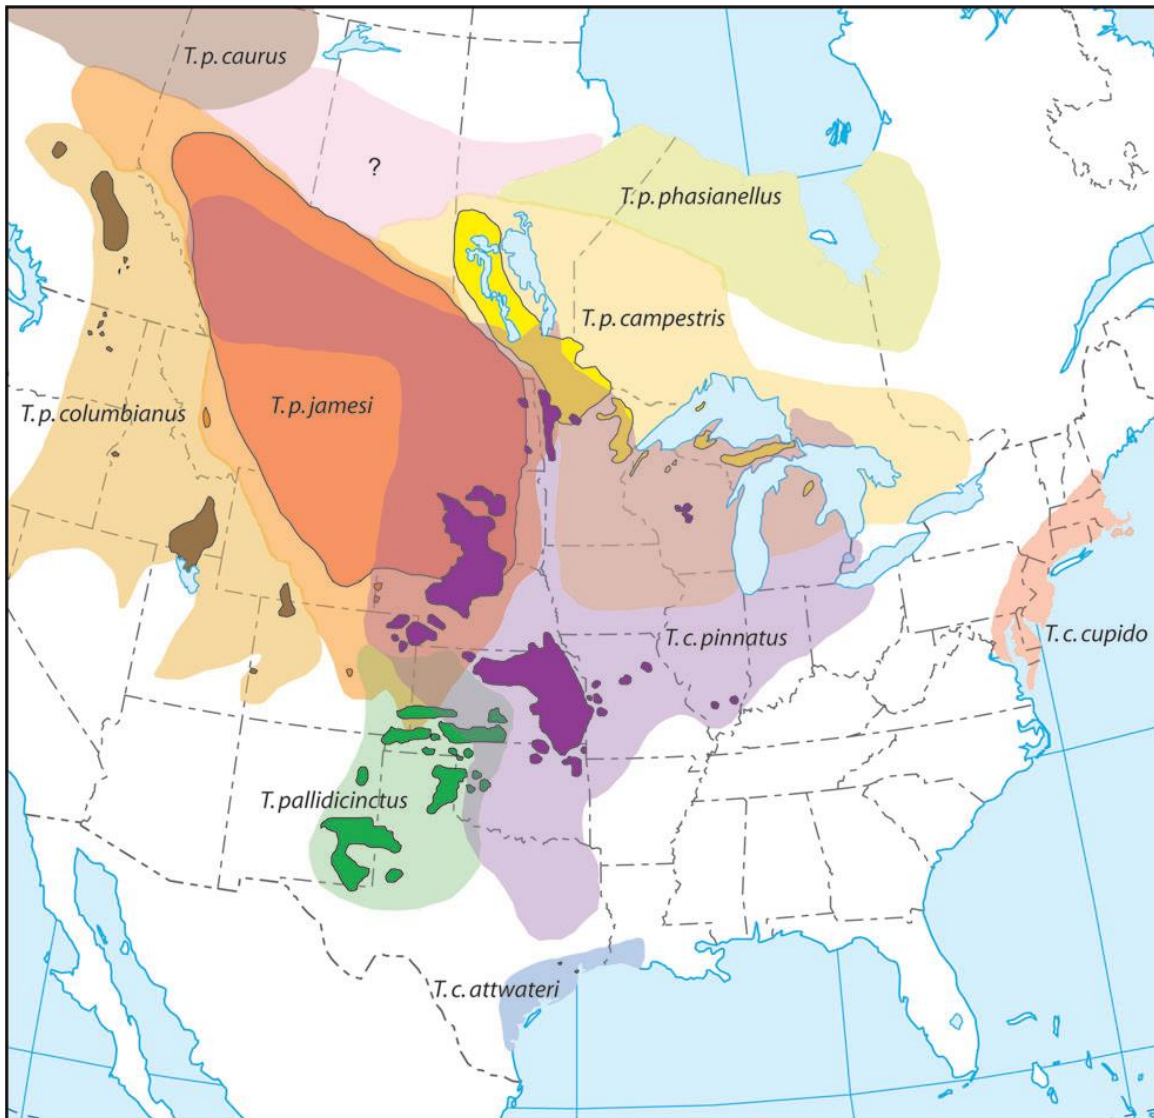 T. p. caurus
?
T. p. phasianellus
T. p. campestris
T. p. columbianus
T. p. jamesi
T. c. pinnatus
T. c. cupido
T. pallidicinctus
T. c. attwateri